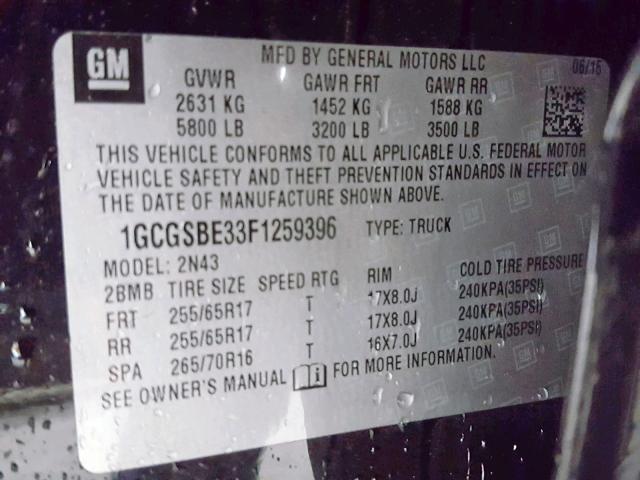 GM
MFD BY GENERAL MOTORS LLC 06/15
GVWR GAWR FRT GAWR RR
2631 KG 1452 KG 1588 KG
5800 LB 3200 LB 3500 LB
THIS VEHICLE CONFORMS TO ALL APPLICABLE U.S. FEDERAL MOTOR
VEHICLE SAFETY AND THEFT PREVENTION STANDARDS IN EFFECT ON
THE DATE OF MANUFACTURE SHOWN ABOVE.
1GCGSBE33F1259396 TYPE: TRUCK
MODEL: 2N43
2BMB TIRE SIZE SPEED RTG RIM COLD TIRE PRESSURE
FRT 255/65R17 T 17X8.0J 240KPA(35PSI)
RR 255/65R17 T 17X8.0J 240KPA(35PSI)
SPA 265/70R16 T 16X7.0J 240KPA(35PSI)
SEE OWNER'S MANUAL FOR MORE INFORMATION.